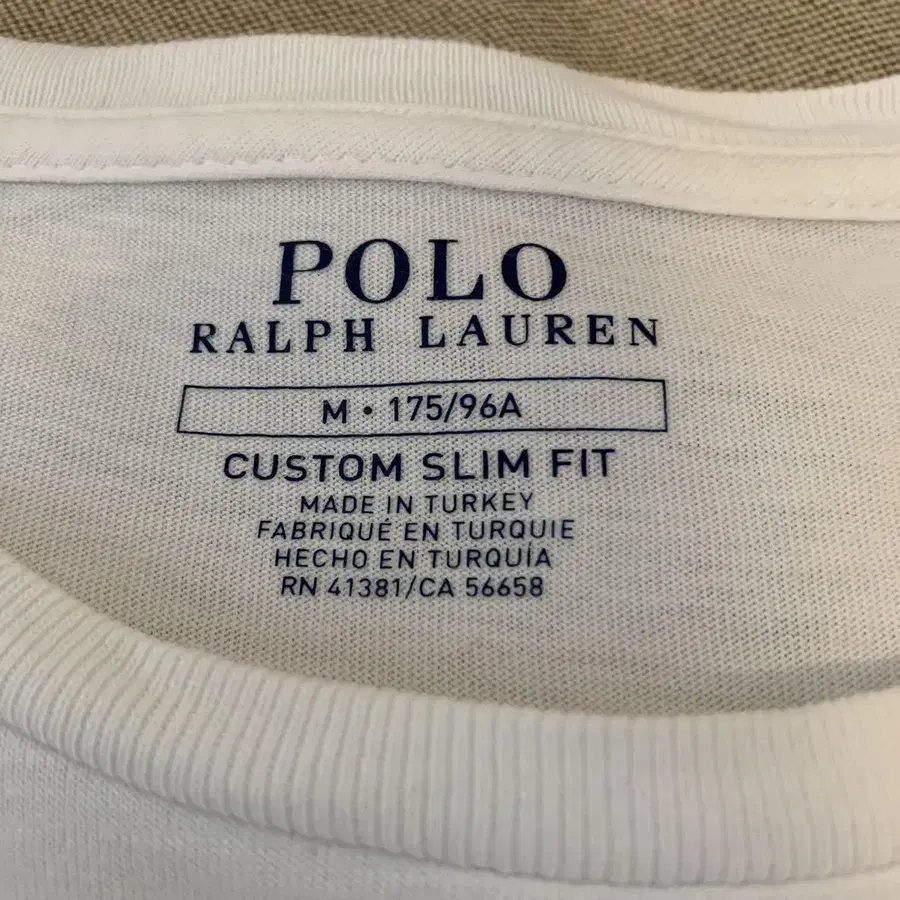 POLO
RALPH LAUREN
M • 175/96A
CUSTOM SLIM FIT
MADE IN TURKEY
FABRIQUÉ EN TURQUIE
HECHO EN TURQUÍA
RN 41381/CA 56658